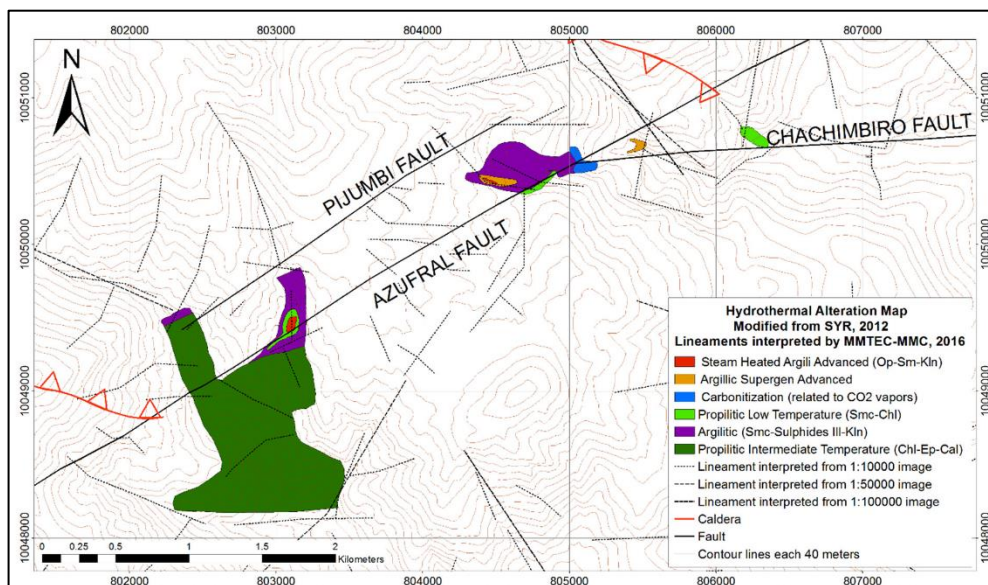 802000 803000 804000 805000 806000 807000
N
10051000
10051000
CHACHIMBIRO FAULT
PIJUMBI FAULT
10050000
10050000
AZUFRAL FAULT
Hydrothermal Alteration Map
Modified from SYR, 2012
Lineaments interpreted by MMTEC-MMC, 2016
Steam Heated Argili Advanced (Op-Sm-Kln)
Argillic Supergen Advanced
Carbonitization (related to CO2 vapors)
Propilitic Low Temperature (Smc-Chl)
Argilitic (Smc-Sulphides Ill-Kln)
Propilitic Intermediate Temperature (Chl-Ep-Cal)
Lineament interpreted from 1:10000 image
Lineament interpreted from 1:50000 image
Lineament interpreted from 1:100000 image
Caldera
Fault
Contour lines each 40 meters
10049000
10049000
10048000
10048000
0 0.25 0.5 1 1.5 2
Kilometers
802000 803000 804000 805000 806000 807000